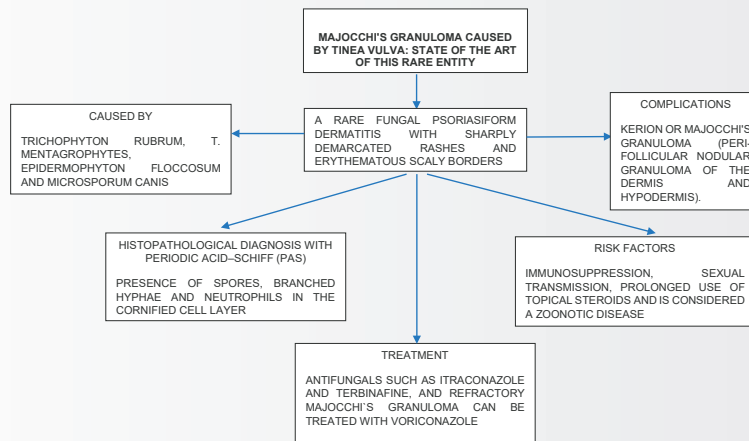 MAJOCCHI'S GRANULOMA CAUSED
BY TINEA VULVA: STATE OF THE ART
OF THIS RARE ENTITY
CAUSED BY
TRICHOPHYTON RUBRUM, T.
MENTAGROPHYTES,
EPIDERMOPHYTON FLOCCOSUM
AND MICROSPORUM CANIS
A RARE FUNGAL PSORIASIFORM
DERMATITIS WITH SHARPLY
DEMARCATED RASHES AND
ERYTHEMATOUS SCALY BORDERS
COMPLICATIONS
KERION OR MAJOCCHI'S
GRANULOMA (PERI-
FOLLICULAR NODULAR
GRANULOMA OF THE
DERMIS AND
HYPODERMIS).
HISTOPATHOLOGICAL DIAGNOSIS WITH
PERIODIC ACID–SCHIFF (PAS)
PRESENCE OF SPORES, BRANCHED
HYPHAE AND NEUTROPHILS IN THE
CORNIFIED CELL LAYER
RISK FACTORS
IMMUNOSUPPRESSION, SEXUAL
TRANSMISSION, PROLONGED USE OF
TOPICAL STEROIDS AND IS CONSIDERED
A ZOONOTIC DISEASE
TREATMENT
ANTIFUNGALS SUCH AS ITRACONAZOLE
AND TERBINAFINE, AND REFRACTORY
MAJOCCHI`S GRANULOMA CAN BE
TREATED WITH VORICONAZOLE